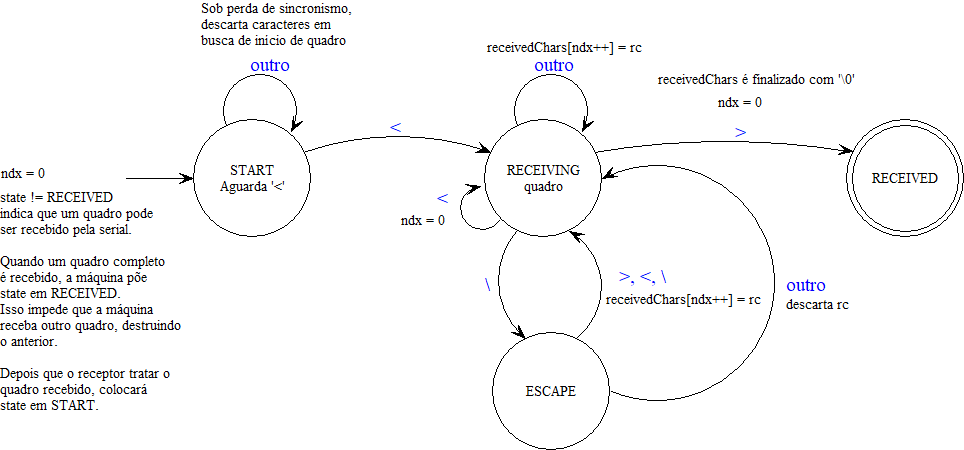 Sob perda de sincronismo,
descarta caracteres em
busca de inicio de quadro
outro
receivedChars[ndx++] = rc
outro
receivedChars é finalizado com '\0'
ndx = 0
<
>
START
Aguarda '<'
RECEIVING
quadro
RECEIVED
ndx = 0
<
ndx = 0
state != RECEIVED
indica que um quadro pode
ser recebido pela serial.
Quando um quadro completo
é recebido, a máquina põe
state em RECEIVED.
Isso impede que a máquina
receba outro quadro, destruindo
o anterior.
Depois que o receptor tratar o
quadro recebido, colocará
state em START.
\
>, <, \
receivedChars[ndx++] = rc
outro
descarta rc
ESCAPE